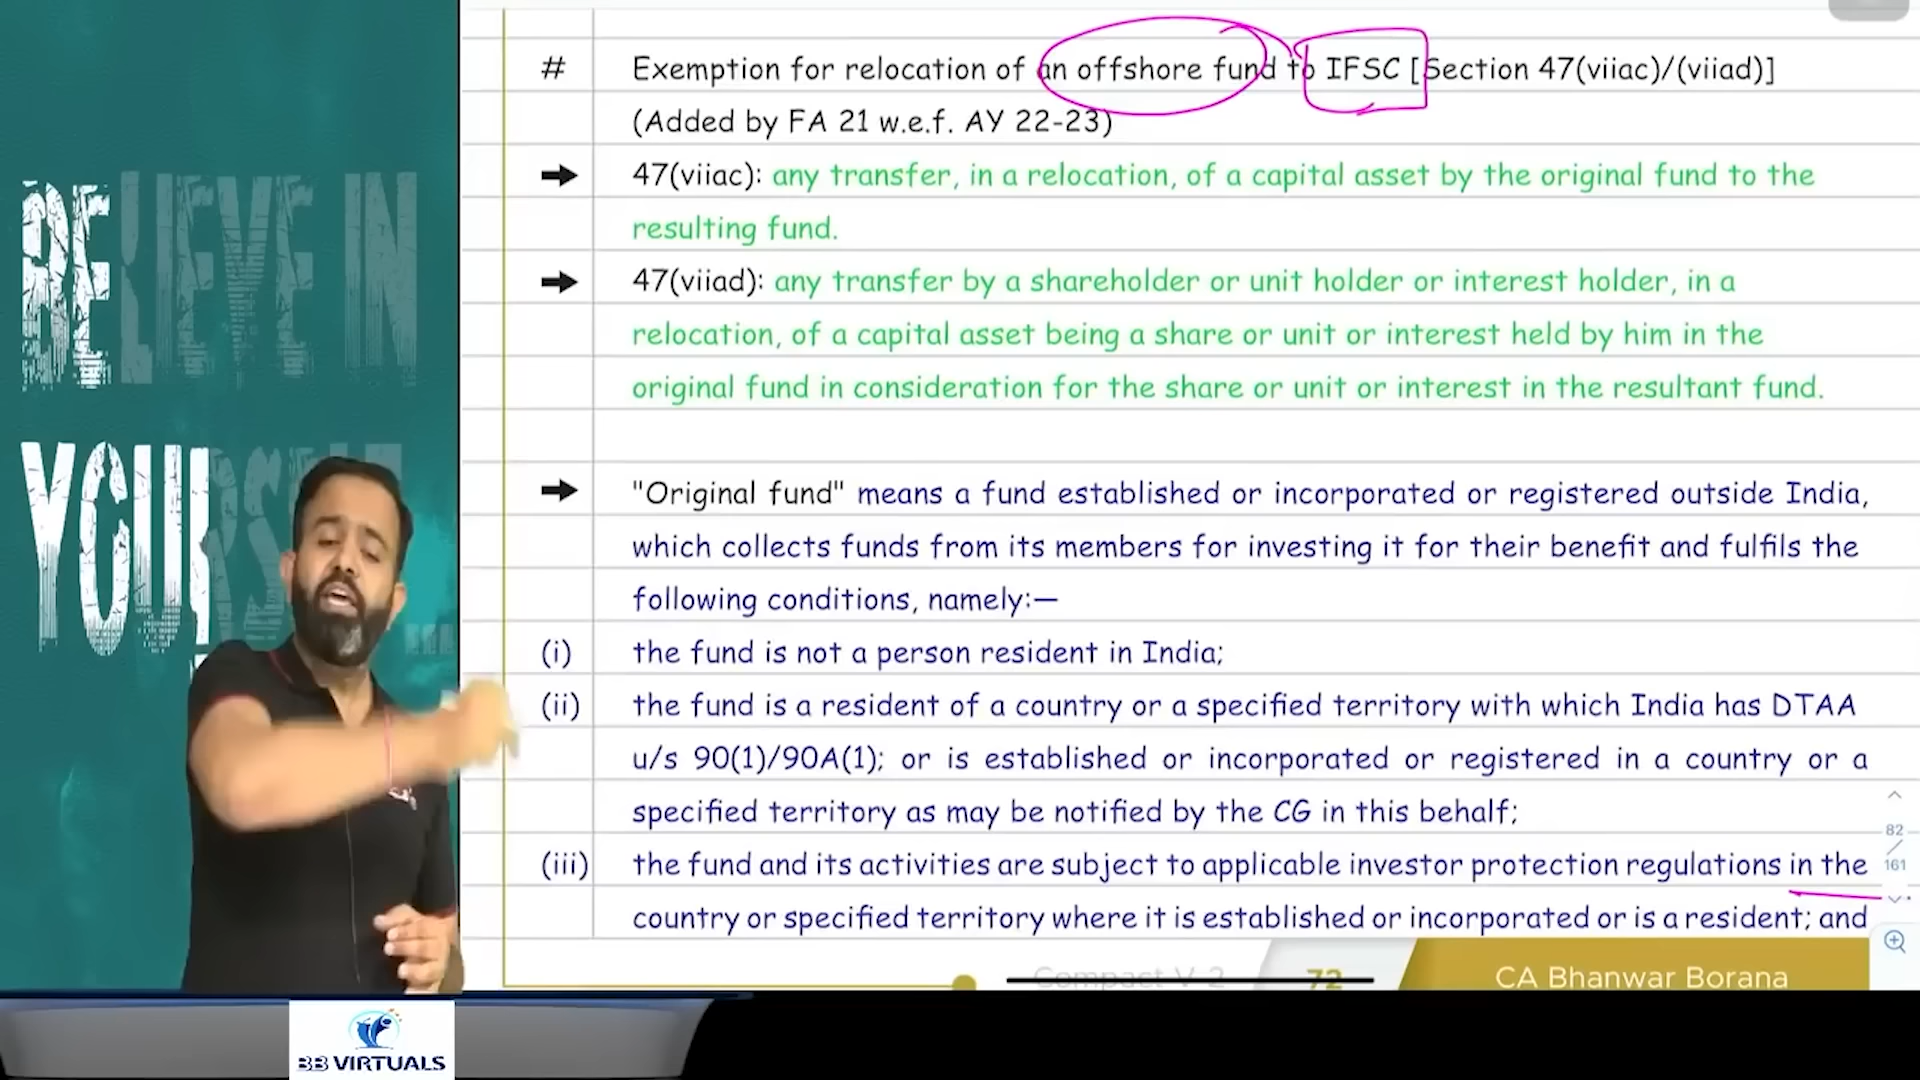 BELIEVE IN
YOURSELF...
# Exemption for relocation of an offshore fund to IFSC [Section 47(viiac)/(viiad)]
(Added by FA 21 w.e.f. AY 22-23)
➔ 47(viiac): any transfer, in a relocation, of a capital asset by the original fund to the
resulting fund.
➔ 47(viiad): any transfer by a shareholder or unit holder or interest holder, in a
relocation, of a capital asset being a share or unit or interest held by him in the
original fund in consideration for the share or unit or interest in the resultant fund.
➔ "Original fund" means a fund established or incorporated or registered outside India,
which collects funds from its members for investing it for their benefit and fulfils the
following conditions, namely:—
(i) the fund is not a person resident in India;
(ii) the fund is a resident of a country or a specified territory with which India has DTAA
u/s 90(1)/90A(1); or is established or incorporated or registered in a country or a
specified territory as may be notified by the CG in this behalf;
(iii) the fund and its activities are subject to applicable investor protection regulations in the
country or specified territory where it is established or incorporated or is a resident; and
82
/
161
Compact V-2 72 CA Bhanwar Borana
BB VIRTUALS